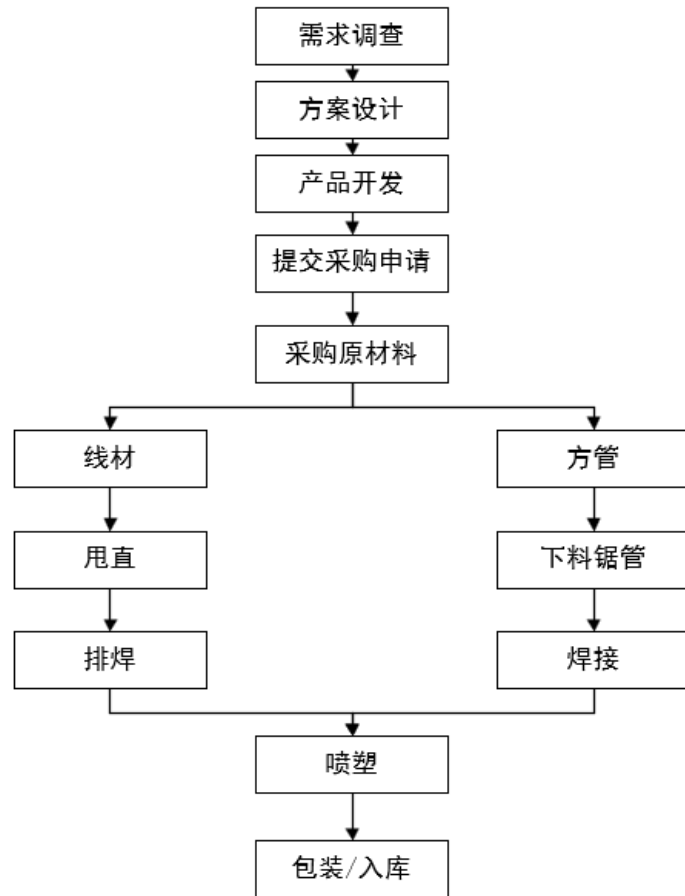 需求调查
方案设计
产品开发
提交采购申请
采购原材料
线材
方管
甩直
下料锯管
排焊
焊接
喷塑
包装/入库